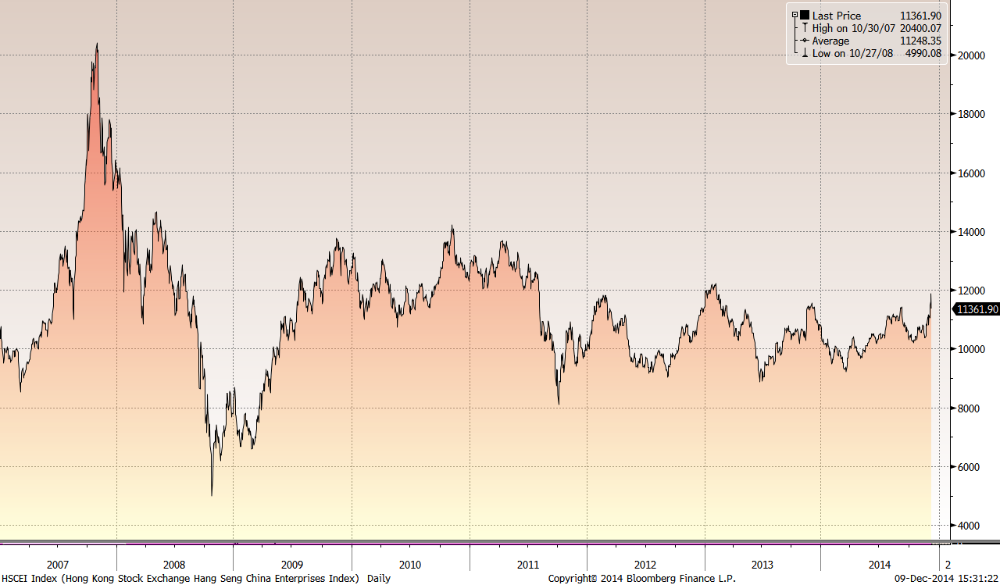 Last Price 11361.90
High on 10/30/07 20400.07
Average 11248.35
Low on 10/27/08 4990.08
20000
18000
16000
14000
12000
11361.90
10000
8000
6000
4000
2007 2008 2009 2010 2011 2012 2013 2014 2
HSCEI Index (Hong Kong Stock Exchange Hang Seng China Enterprises Index) Daily Copyright© 2014 Bloomberg Finance L.P. 09-Dec-2014 15:31:22